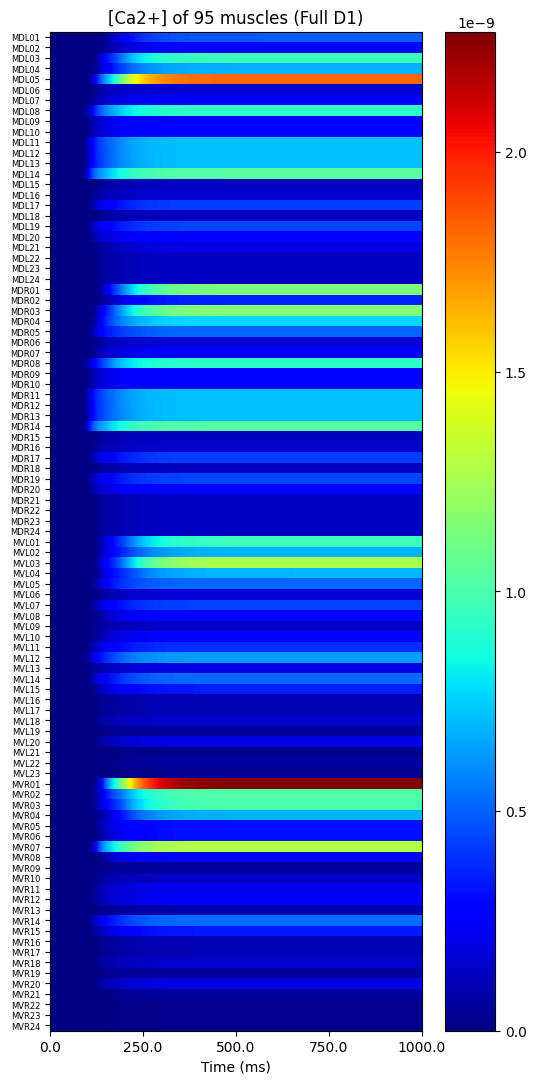 [Ca2+] of 95 muscles (Full D1)
1e−9
MDL01
MDL02
MDL03
MDL04
MDL05
MDL06
MDL07
MDL08
MDL09
MDL10
MDL11
MDL12
MDL13
MDL14
MDL15
MDL16
MDL17
MDL18
MDL19
MDL20
MDL21
MDL22
MDL23
MDL24
MDR01
MDR02
MDR03
MDR04
MDR05
MDR06
MDR07
MDR08
MDR09
MDR10
MDR11
MDR12
MDR13
MDR14
MDR15
MDR16
MDR17
MDR18
MDR19
MDR20
MDR21
MDR22
MDR23
MDR24
MVL01
MVL02
MVL03
MVL04
MVL05
MVL06
MVL07
MVL08
MVL09
MVL10
MVL11
MVL12
MVL13
MVL14
MVL15
MVL16
MVL17
MVL18
MVL19
MVL20
MVL21
MVL22
MVL23
MVR01
MVR02
MVR03
MVR04
MVR05
MVR06
MVR07
MVR08
MVR09
MVR10
MVR11
MVR12
MVR13
MVR14
MVR15
MVR16
MVR17
MVR18
MVR19
MVR20
MVR21
MVR22
MVR23
MVR24
0.0 250.0 500.0 750.0 1000.0
Time (ms)
2.0
1.5
1.0
0.5
0.0